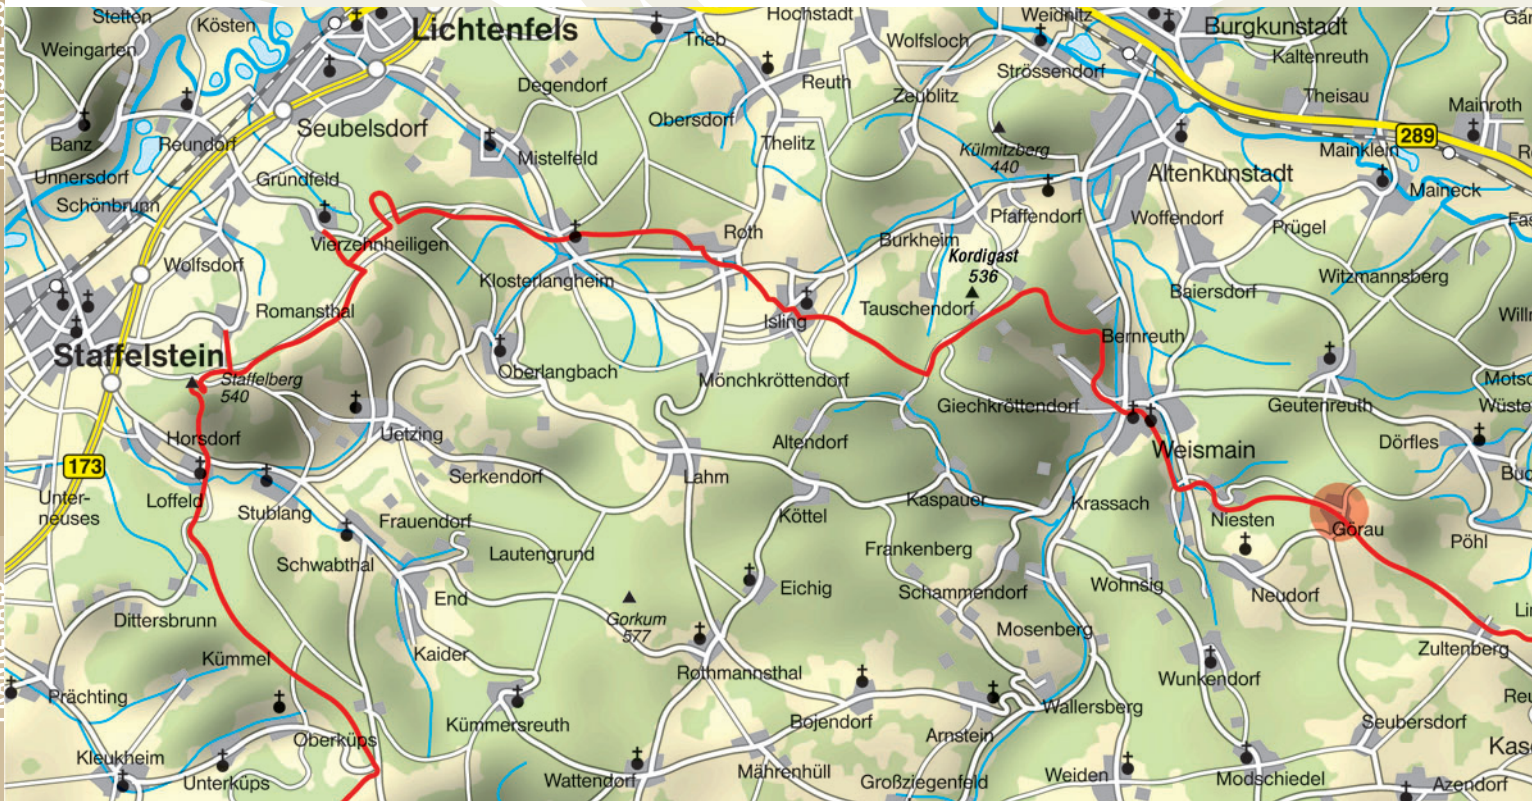 Stetten
Kösten
Lichtenfels
Hochstadt
Weidnitz
Burgkunstadt
Weingarten
Trieb
Wolfsloch
Kaltenreuth
Degendorf
Reuth
Strössendorf
Zeublitz
Theisau
Mainroth
Seubelsdorf
Obersdorf
Thelitz
289
Banz
Reundorf
Mistelfeld
Külmitzberg
440
Mainklein
Unnersdorf
Gründfeld
Altenkunstadt
Maineck
Schönbrunn
Pfaffendorf
Woffendorf
Prügel
Vierzehnheiligen
Roth
Burkheim
Kordigast
536
Wolfsdorf
Klosterlangheim
Witzmannsberg
Baiersdorf
Romansthal
Isling
Tauschendorf
Bernreuth
Staffelstein
Staffelberg
540
Oberlangbach
Mönchkröttendorf
Giechkröttendorf
Geutenreuth
Horsdorf
Uetzing
Altendorf
Weismain
Dörfles
173
Serkendorf
Lahm
Unter-
neuses
Loffeld
Stublang
Frauendorf
Köttel
Kaspauer
Krassach
Niesten
Görau
Pöhl
Lautengrund
Frankenberg
Schwabthal
End
Eichig
Schammendorf
Wohnsig
Neudorf
Dittersbrunn
Gorkum
577
Mosenberg
Kaider
Zultenberg
Kümmel
Rothmannsthal
Wunkendorf
Prächting
Wallersberg
Kümmersreuth
Bojendorf
Seubersdorf
Arnstein
Oberküps
Kleukheim
Unterküps
Wattendorf
Mährenhüll
Großziegenfeld
Weiden
Modschiedel
Azendorf